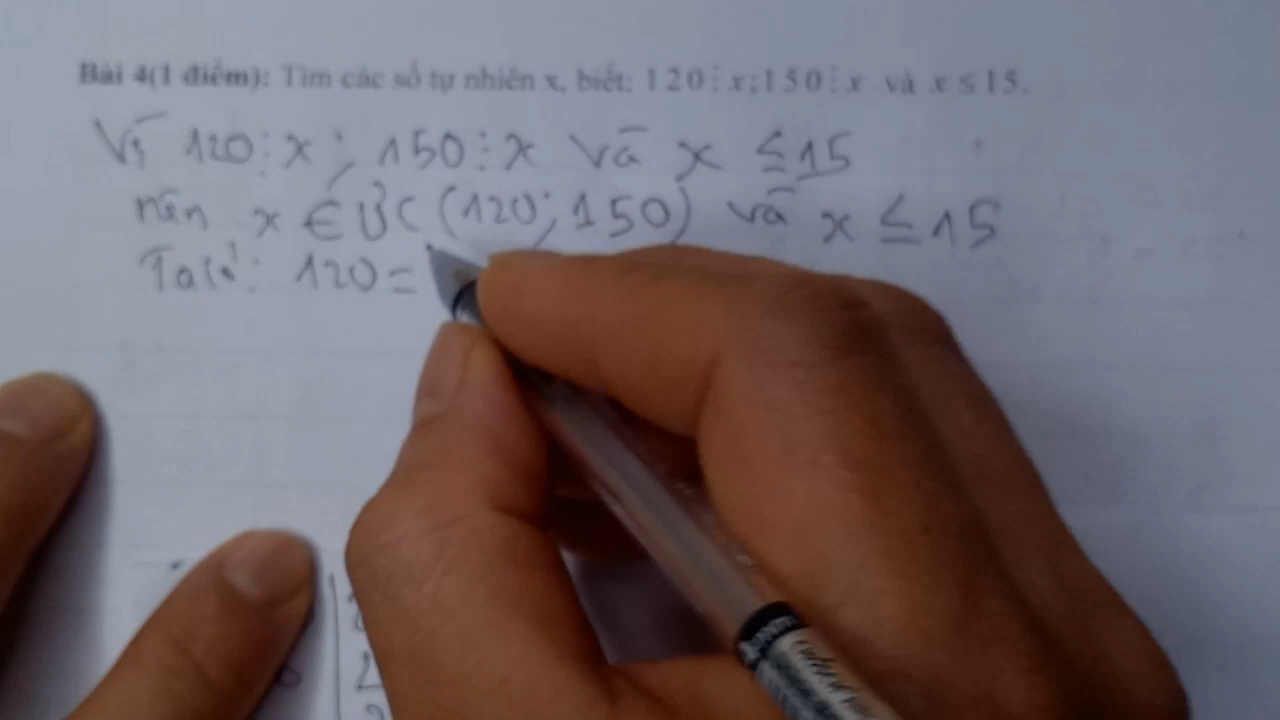 Bài 4(1 điểm): Tìm các số tự nhiên x, biết: 120⋮x;150⋮x và x ≤ 15.
Vì 120⋮x ; 150⋮x và x ≤ 15
nên x ∈ ƯC (120; 150) và x ≤ 15
Ta có: 120 =